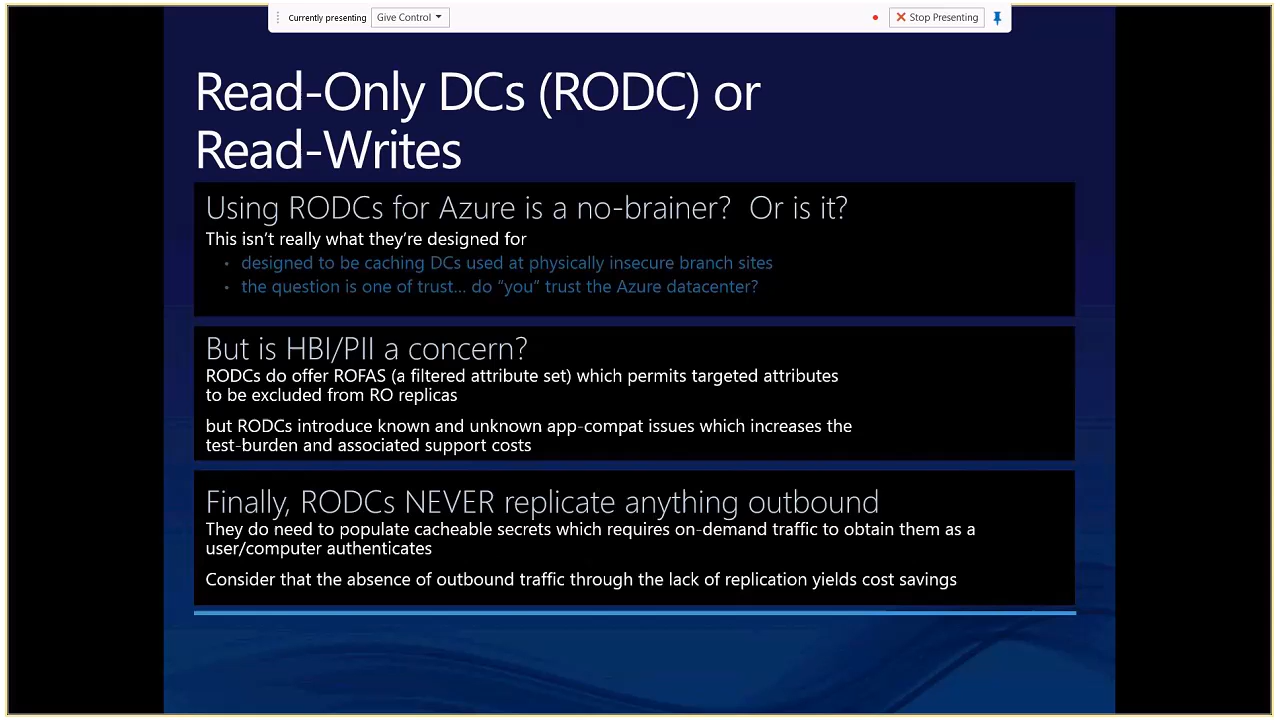 Currently presenting
Give Control
Stop Presenting
Read-Only DCs (RODC) or
Read-Writes
Using RODCs for Azure is a no-brainer? Or is it?
This isn't really what they're designed for
• designed to be caching DCs used at physically insecure branch sites
• the question is one of trust… do “you” trust the Azure datacenter?
But is HBI/PII a concern?
RODCs do offer ROFAS (a filtered attribute set) which permits targeted attributes
to be excluded from RO replicas
but RODCs introduce known and unknown app-compat issues which increases the
test-burden and associated support costs
Finally, RODCs NEVER replicate anything outbound
They do need to populate cacheable secrets which requires on-demand traffic to obtain them as a
user/computer authenticates
Consider that the absence of outbound traffic through the lack of replication yields cost savings